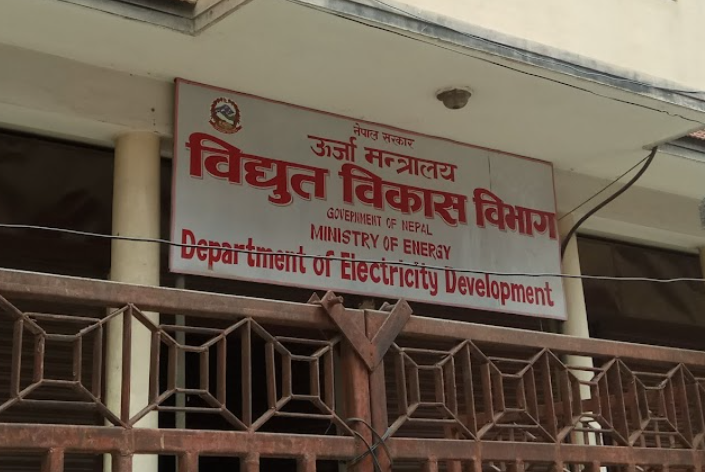 नेपाल सरकार
ऊर्जा मन्त्रालय
विद्युत विकास विभाग
GOVERNMENT OF NEPAL
MINISTRY OF ENERGY
Department of Electricity Development